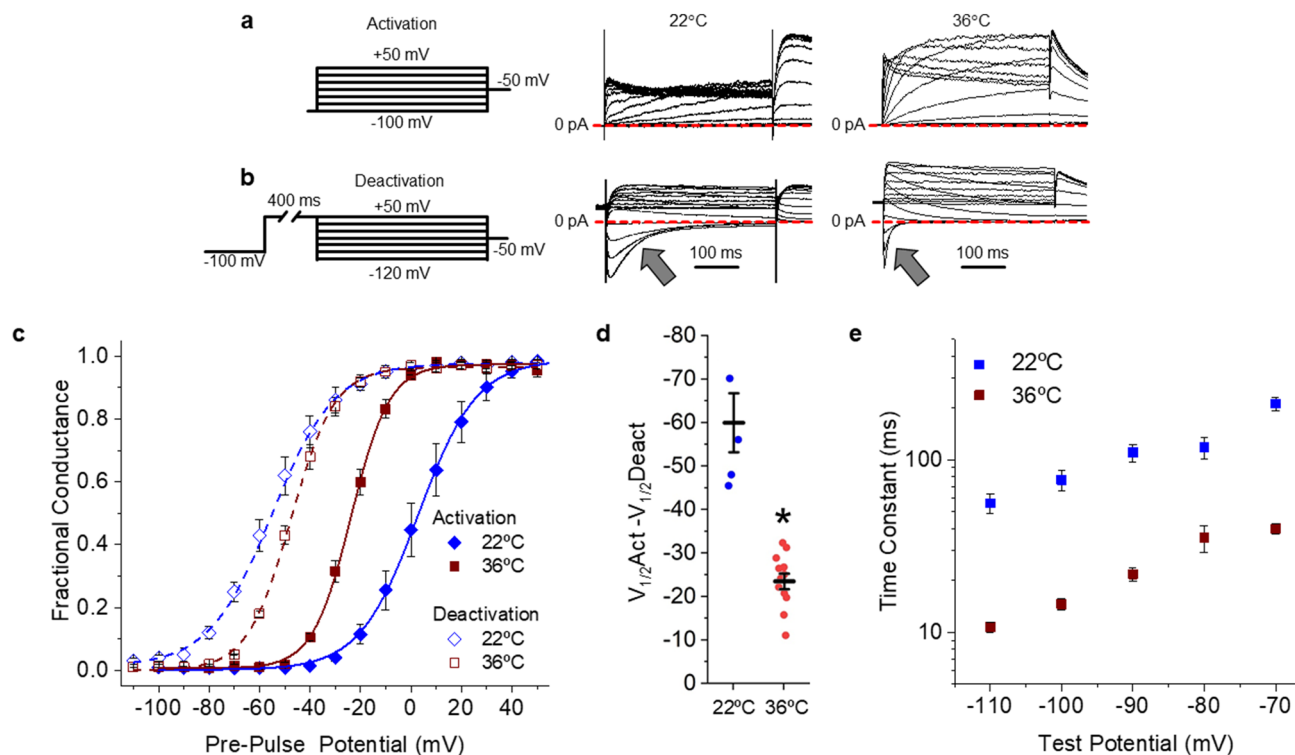 a
Activation
+50 mV
-50 mV
-100 mV
22ºC
36ºC
0 pA
0 pA
b
Deactivation
400 ms
+50 mV
-50 mV
-100 mV
-120 mV
0 pA
100 ms
0 pA
100 ms
c
Fractional Conductance
1.0
0.8
0.6
0.4
0.2
0.0
-100 -80 -60 -40 -20 0 20 40
Pre-Pulse Potential (mV)
Activation
22ºC
36ºC
Deactivation
22ºC
36ºC
d
V1/2Act -V1/2Deact
-80
-70
-60
-50
-40
-30
-20
-10
0
*
22ºC 36ºC
e
Time Constant (ms)
22ºC
36ºC
100
10
-110 -100 -90 -80 -70
Test Potential (mV)